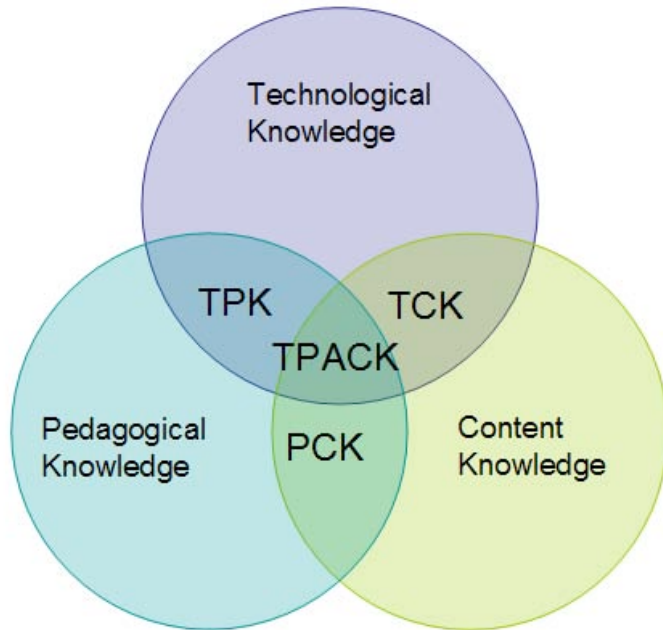 Technological
Knowledge
TPK
TCK
TPACK
Pedagogical
Knowledge
PCK
Content
Knowledge